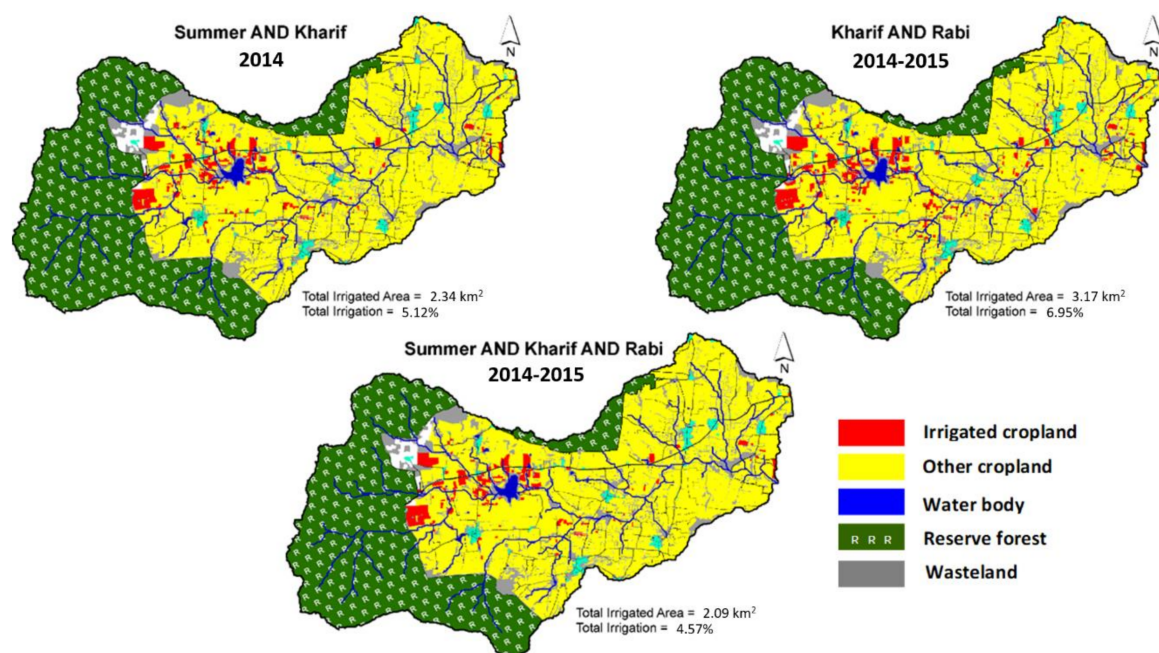 Summer AND Kharif
2014
N
Total Irrigated Area = 2.34 km²
Total Irrigation = 5.12%
Kharif AND Rabi
2014-2015
N
Total Irrigated Area = 3.17 km²
Total Irrigation = 6.95%
Summer AND Kharif AND Rabi
2014-2015
N
Total Irrigated Area = 2.09 km²
Total Irrigation = 4.57%
Irrigated cropland
Other cropland
Water body
R R R Reserve forest
Wasteland